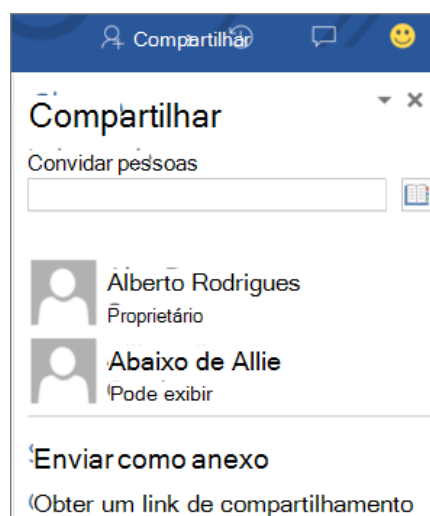 Compartilhar
Compartilhar
Convidar pessoas
Alberto Rodrigues
Proprietário
Abaixo de Allie
Pode exibir
Enviar como anexo
Obter um link de compartilhamento